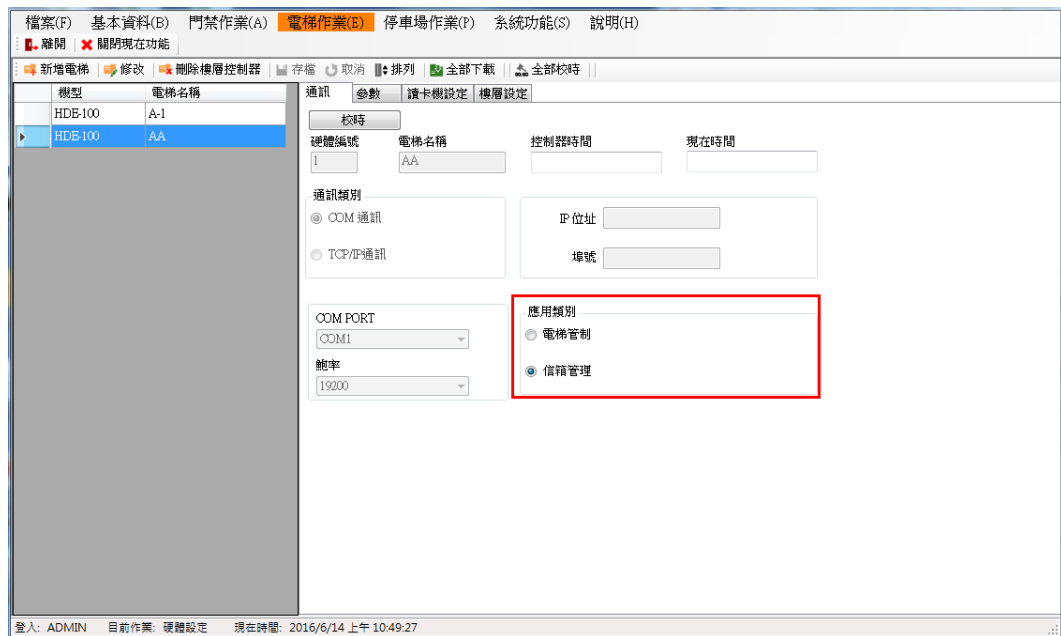 檔案(F) 基本資料(B) 門禁作業(A) 電梯作業(E) 停車場作業(P) 系統功能(S) 說明(H)
離開 關閉現在功能
新增電梯 修改 刪除樓層控制器 存檔 取消 排列 全部下載 全部校時
機型 電梯名稱
HDE-100 A-1
HDE-100 AA
通訊 參數 讀卡機設定 樓層設定
校時
硬體編號 電梯名稱 控制器時間 現在時間
1 AA
通訊類別
COM 通訊
TCP/IP通訊
IP 位址
埠號
COM PORT
COM1
鮑率
19200
應用類別
電梯管制
信箱管理
登入: ADMIN 目前作業: 硬體設定 現在時間: 2016/6/14 上午 10:49:27